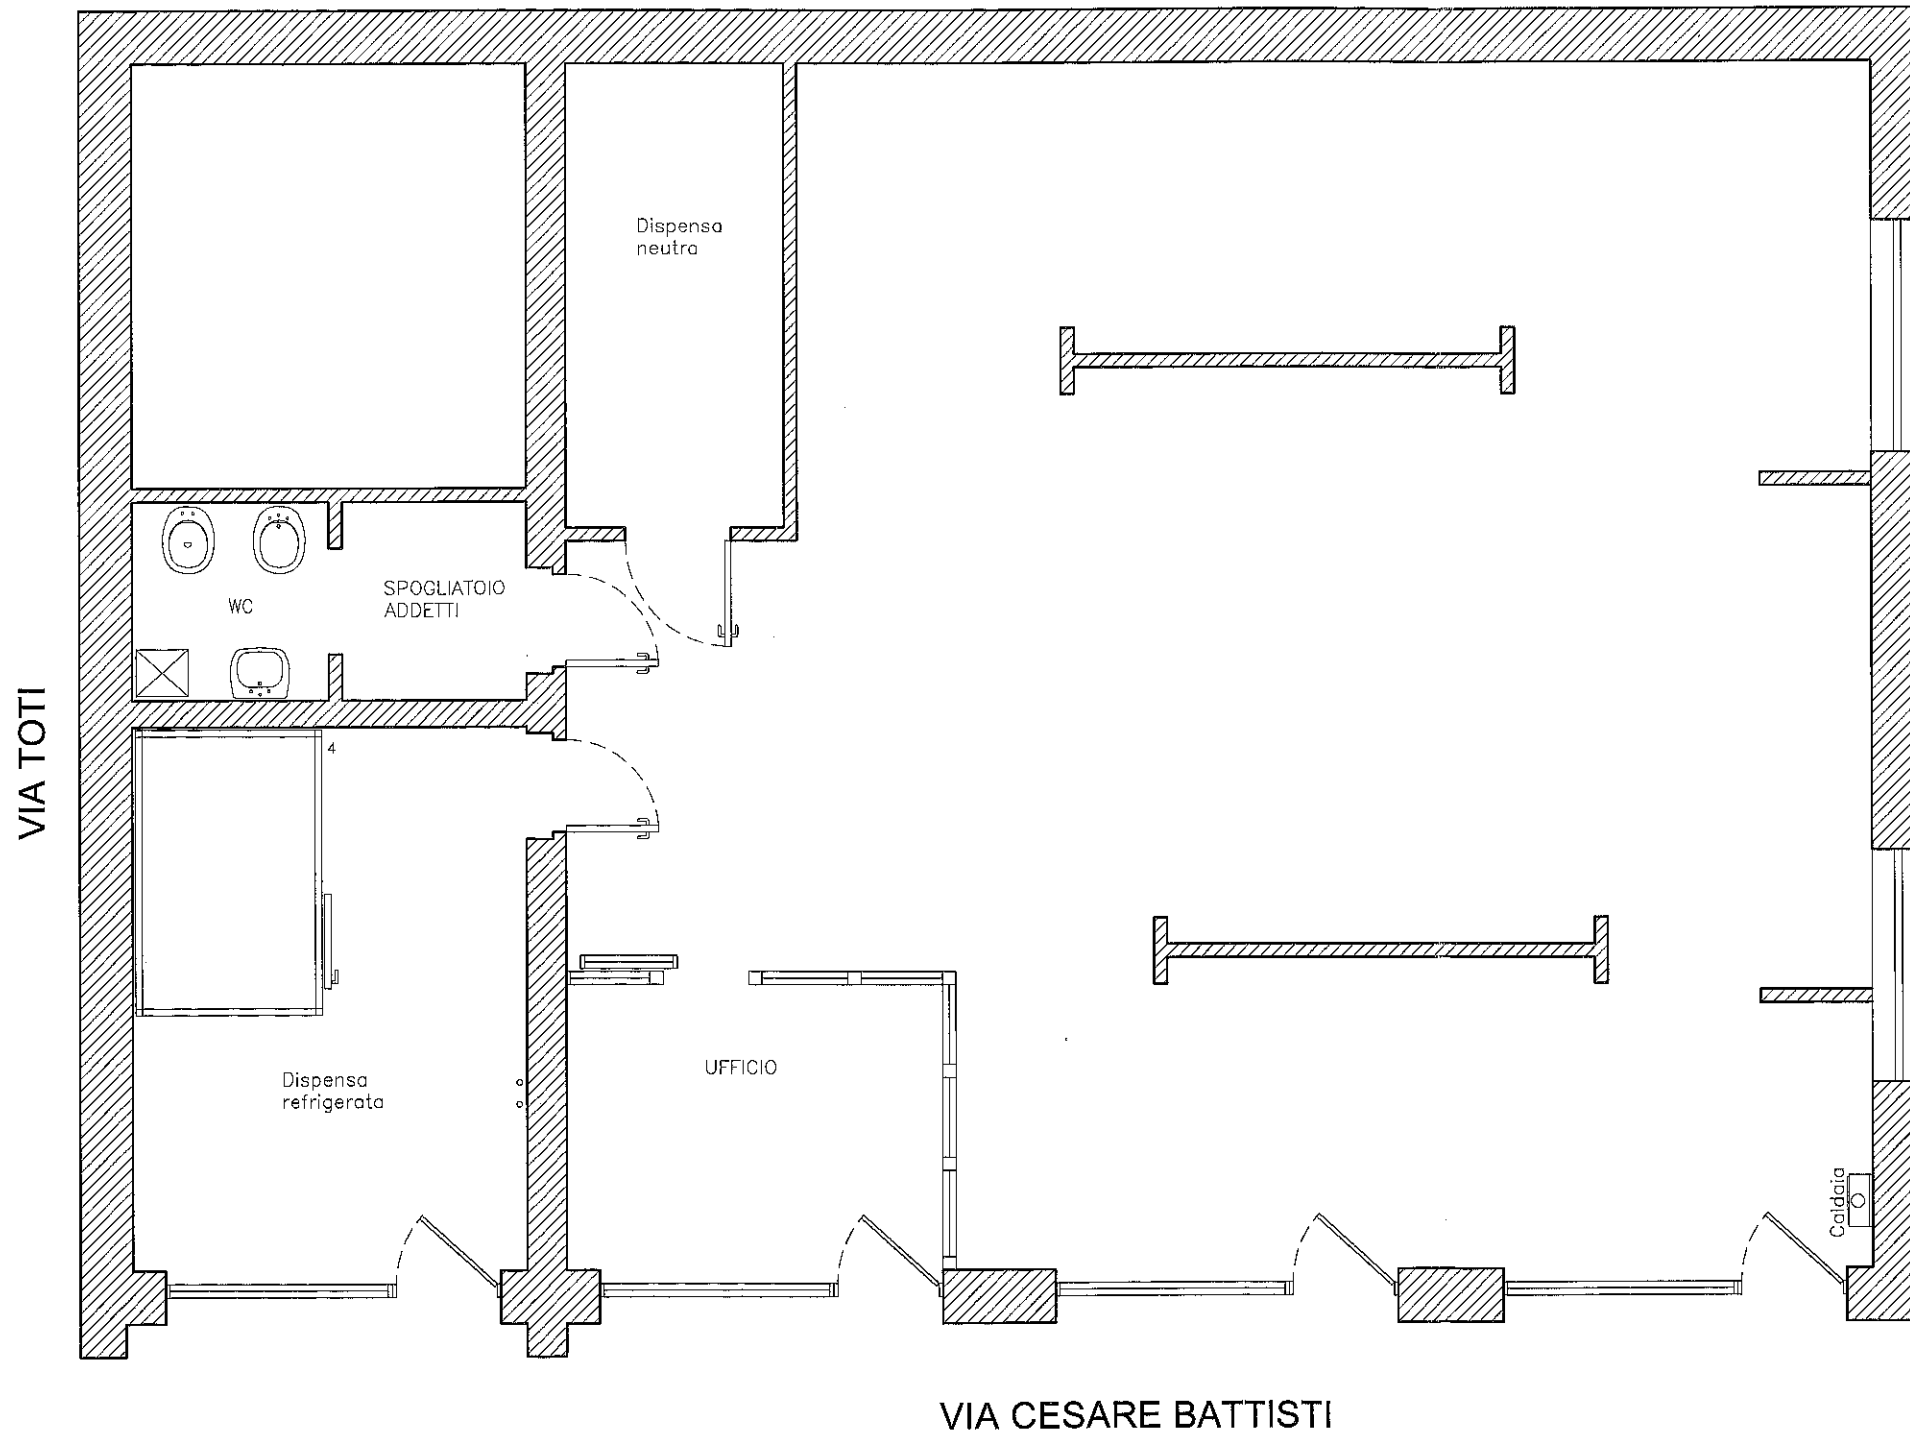 Dispensa
neutra
SPOGLIATOIO
ADDETTI
WC
VIA TOTI
4
UFFICIO
Dispensa
refrigerata
Caldaia
VIA CESARE BATTISTI